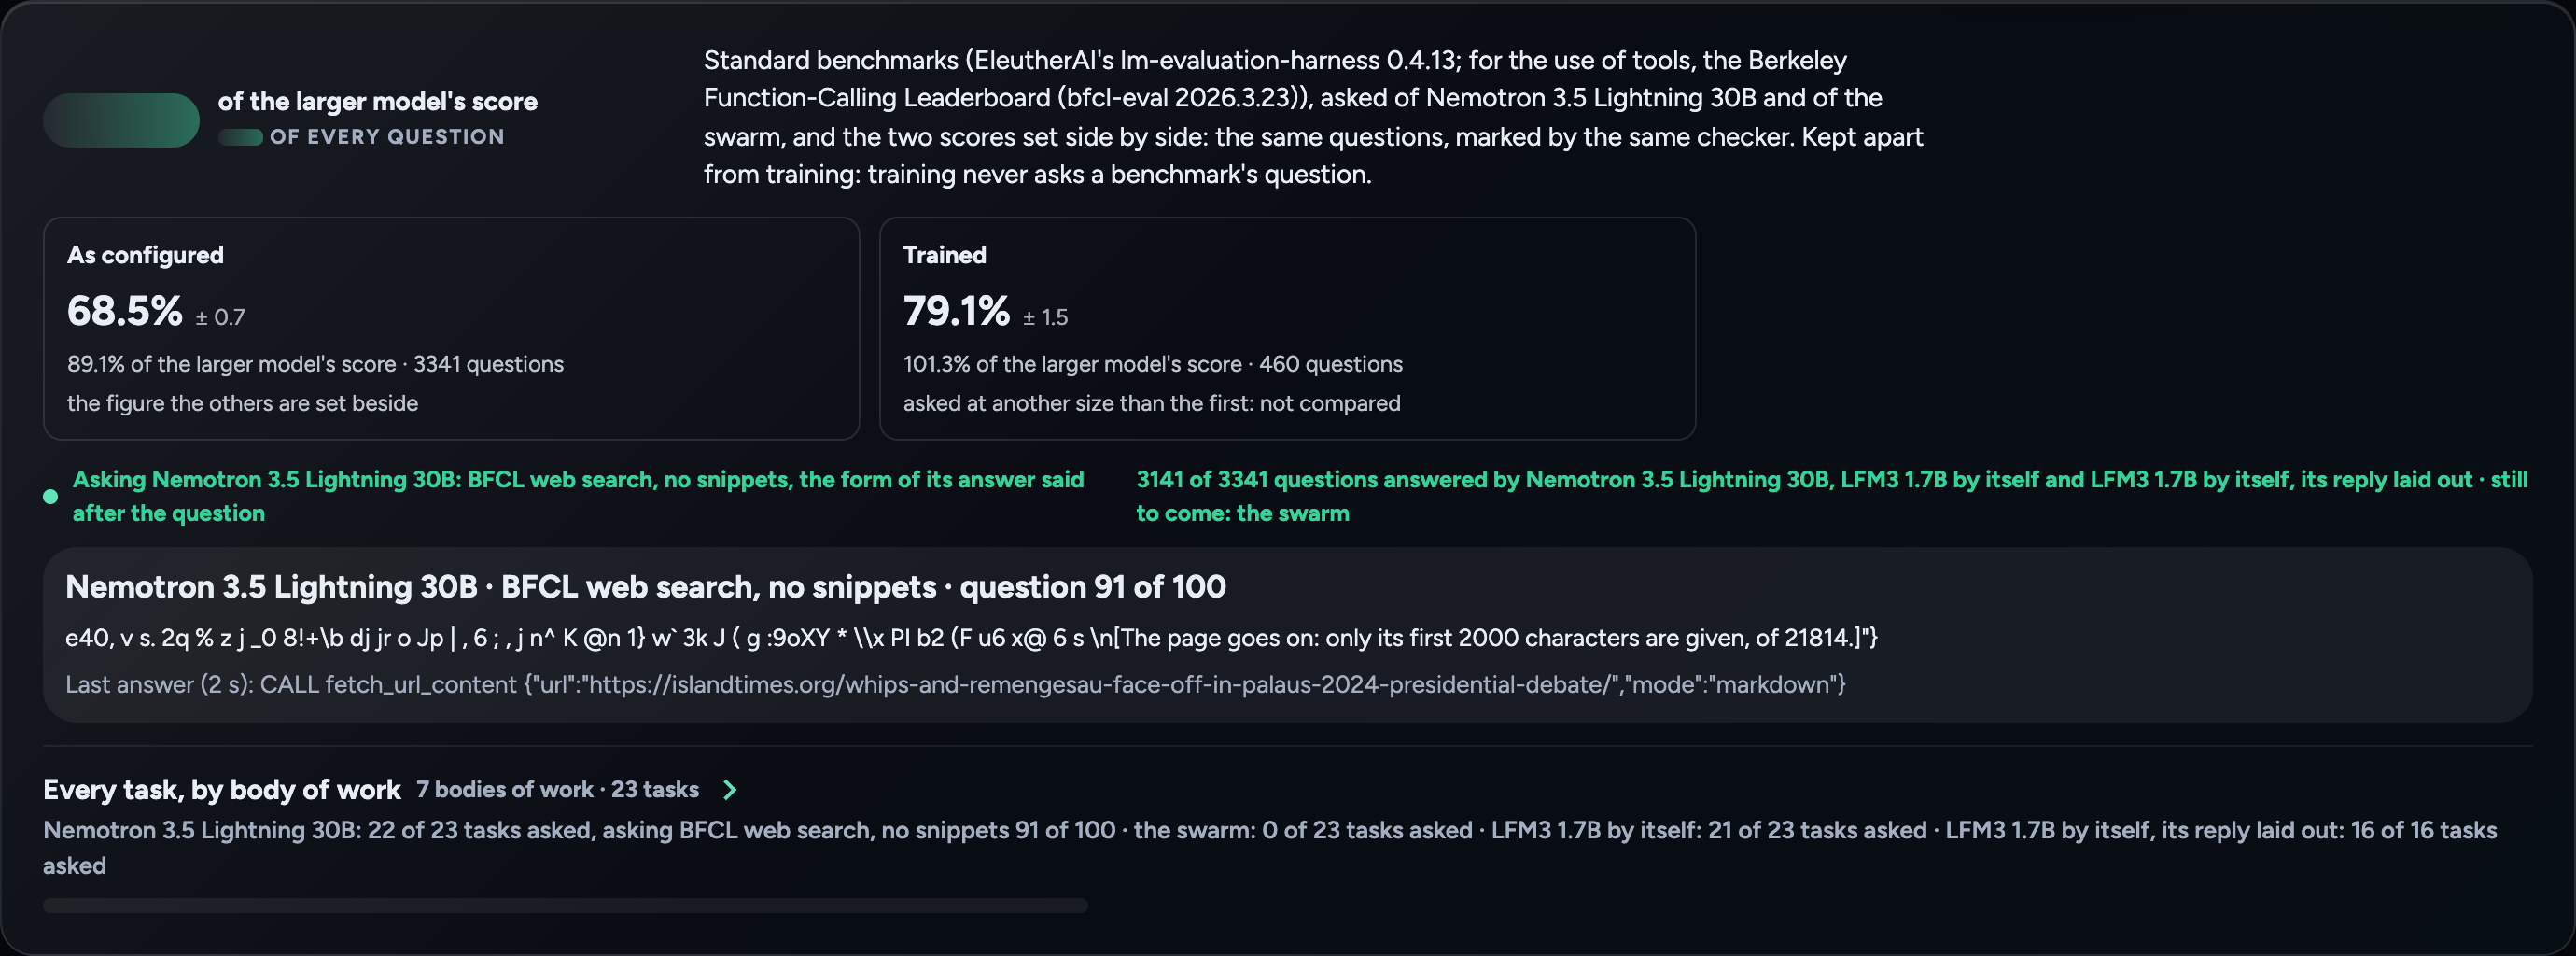 of the larger model's score
OF EVERY QUESTION
Standard benchmarks (EleutherAI's lm-evaluation-harness 0.4.13; for the use of tools, the Berkeley
Function-Calling Leaderboard (bfcl-eval 2026.3.23)), asked of Nemotron 3.5 Lightning 30B and of the
swarm, and the two scores set side by side: the same questions, marked by the same checker. Kept apart
from training: training never asks a benchmark's question.
As configured
68.5% ± 0.7
89.1% of the larger model's score · 3341 questions
the figure the others are set beside
Trained
79.1% ± 1.5
101.3% of the larger model's score · 460 questions
asked at another size than the first: not compared
Asking Nemotron 3.5 Lightning 30B: BFCL web search, no snippets, the form of its answer said
after the question
3141 of 3341 questions answered by Nemotron 3.5 Lightning 30B, LFM3 1.7B by itself and LFM3 1.7B by itself, its reply laid out · still
to come: the swarm
Nemotron 3.5 Lightning 30B · BFCL web search, no snippets · question 91 of 100
e40, v s. 2q % z j _0 8!+\b dj jr o Jp | , 6 ; , j n^ K @n 1} w` 3k J ( g :9oXY * \\x PI b2 (F u6 x@ 6 s \n[The page goes on: only its first 2000 characters are given, of 21814.]"}
Last answer (2 s): CALL fetch_url_content {"url":"https://islandtimes.org/whips-and-remengesau-face-off-in-palaus-2024-presidential-debate/","mode":"markdown"}
Every task, by body of work 7 bodies of work · 23 tasks
Nemotron 3.5 Lightning 30B: 22 of 23 tasks asked, asking BFCL web search, no snippets 91 of 100 · the swarm: 0 of 23 tasks asked · LFM3 1.7B by itself: 21 of 23 tasks asked · LFM3 1.7B by itself, its reply laid out: 16 of 16 tasks
asked